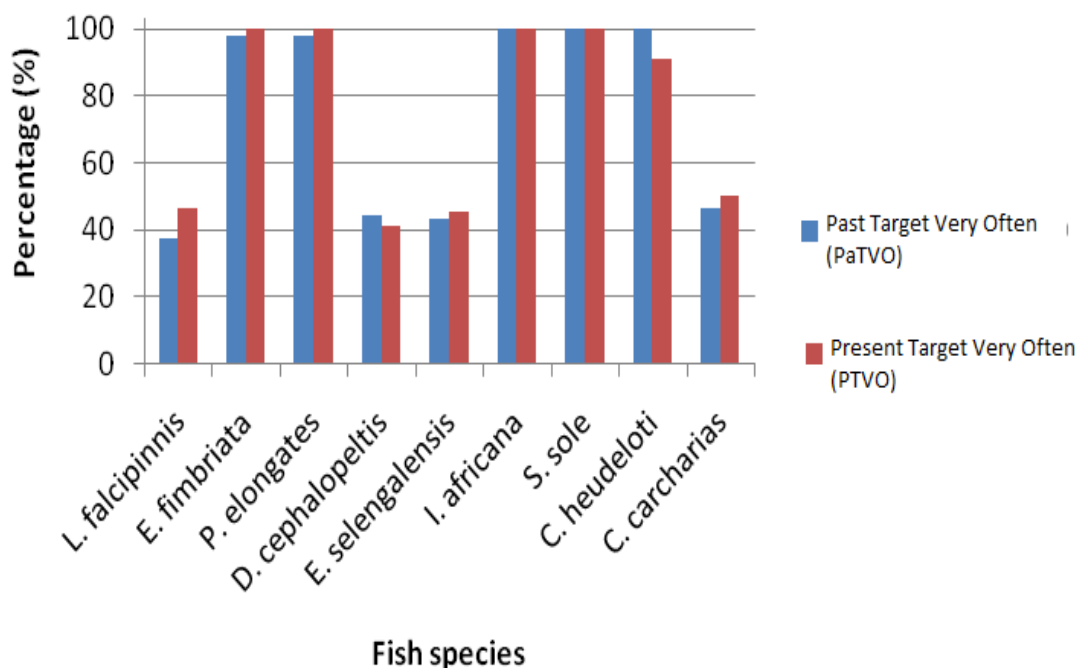 Percentage (%)
100
80
60
40
20
0
L. falcipinnis
E. fimbriata
P. elongates
D. cephalopeltis
E. selengalensis
I. africana
S. sole
C. heudeloti
C. carcharias
Fish species
Past Target Very Often
(PaTVO)
Present Target Very Often
(PTVO)